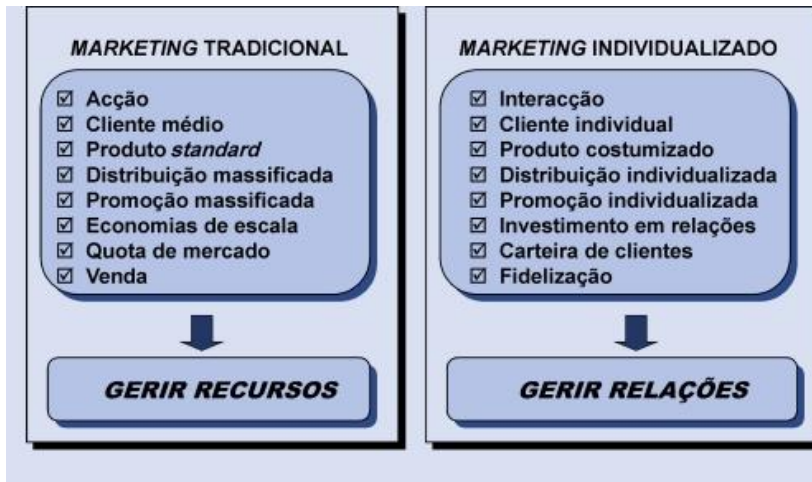 MARKETING TRADICIONAL
Acção
Cliente médio
Produto standard
Distribuição massificada
Promoção massificada
Economias de escala
Quota de mercado
Venda
GERIR RECURSOS
MARKETING INDIVIDUALIZADO
Interacção
Cliente individual
Produto costumizado
Distribuição individualizada
Promoção individualizada
Investimento em relações
Carteira de clientes
Fidelização
GERIR RELAÇÕES